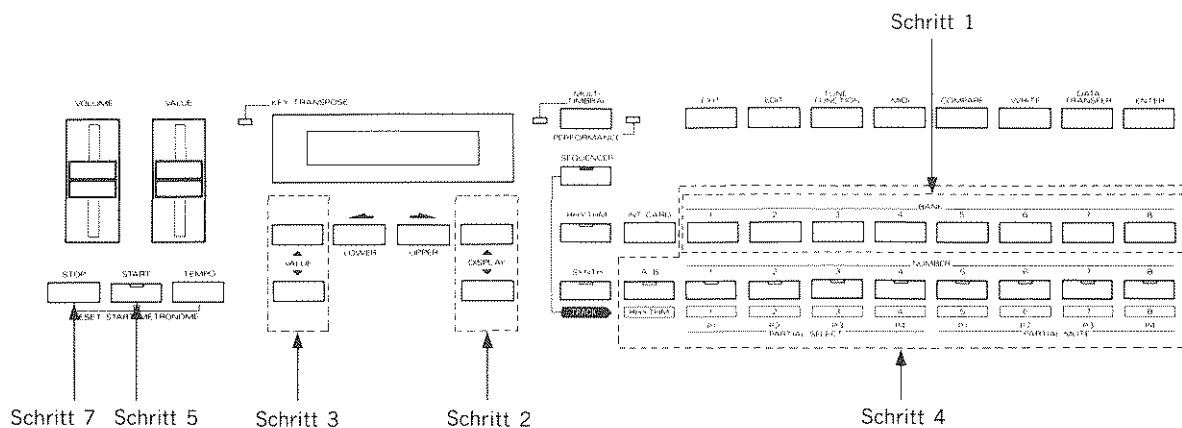 Schritt 1
VOLUME VALUE
KEY TRANSPOSE
MULTI TIMBRAL
PERFORMANCE
EXIT EDIT TUNE FUNCTION MIDI COMPARE WRITE DATA TRANSFER ENTER
SEQUENCER
BANK
RHYTHM INT CARD 1 2 3 4 5 6 7 8
VALUE LOWER UPPER DISPLAY
NUMBER
STOP START TEMPO
SYNTH A B 1 2 3 4 5 6 7 8
RESET START METRONOME
TRACK RHYTHM 1 2 3 4 5 6 7 8
P1 P2 P3 P4 P1 P2 P3 P4
PARTIAL SELECT PARTIAL MUTE
Schritt 7 Schritt 5 Schritt 3 Schritt 2 Schritt 4